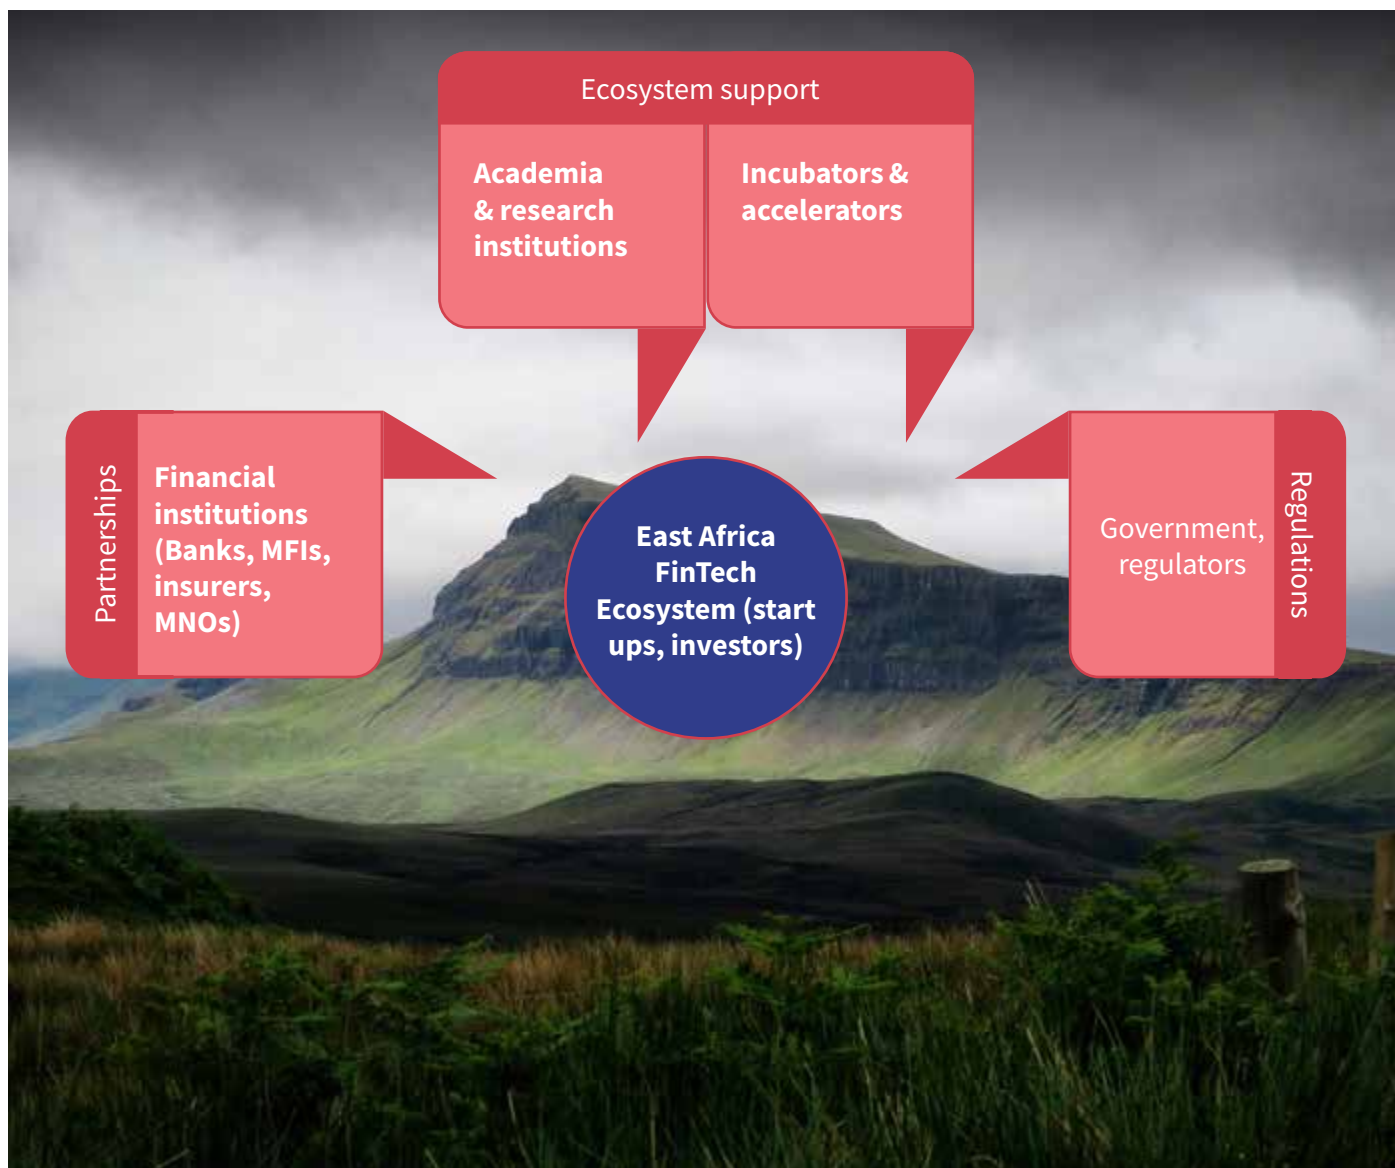 Ecosystem support
Academia
& research
institutions
Incubators &
accelerators
Partnerships
Financial
institutions
(Banks, MFIs,
insurers,
MNOs)
East Africa
FinTech
Ecosystem (start
ups, investors)
Government,
regulators
Regulations